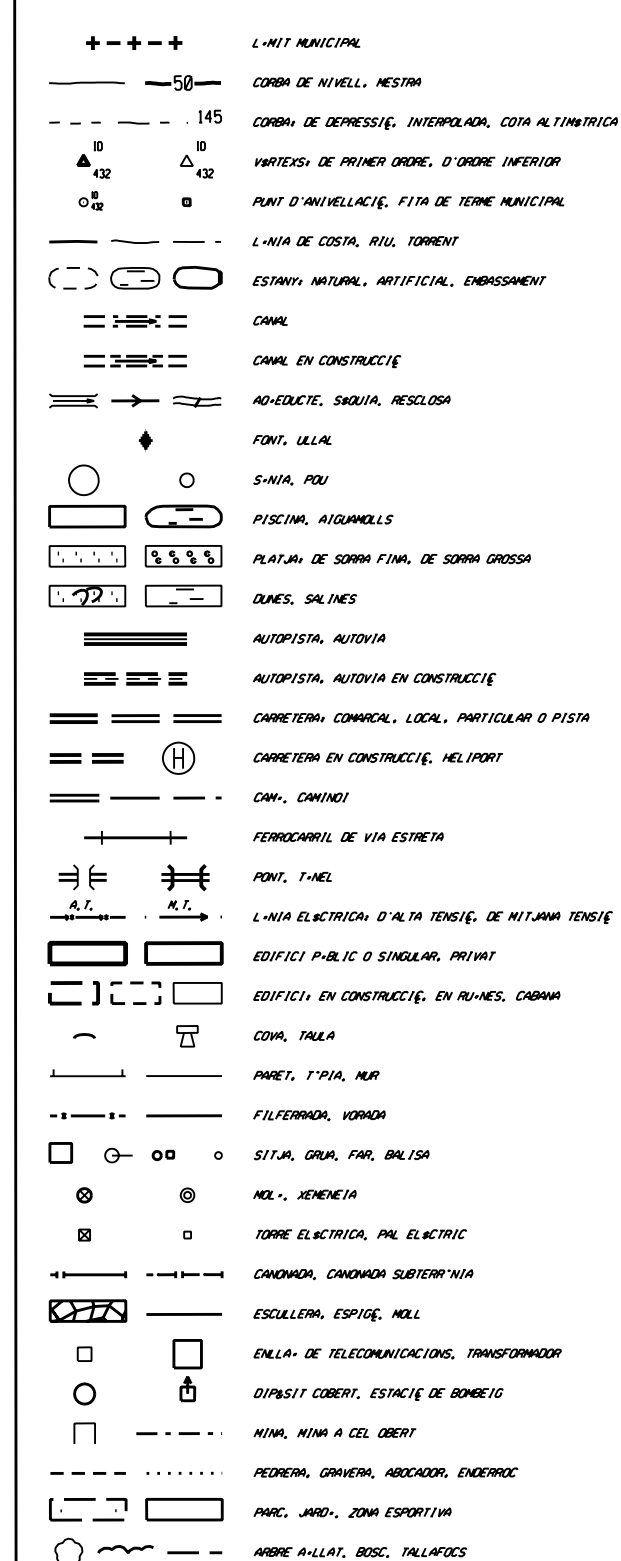 L•MIT MUNICIPAL
50 CORBA DE NIVELL, MESTRA
145 CORBA: DE DEPRESSI₤, INTERPOLADA, COTA ALTIM$TRICA
10 432 10 432 V$RTEXS: DE PRIMER ORDRE, D'ORDRE INFERIOR
10 432 PUNT D'ANIVELLACI₤, FITA DE TERME MUNICIPAL
L•NIA DE COSTA, RIU, TORRENT
ESTANY: NATURAL, ARTIFICIAL, EMBASSAMENT
CANAL
CANAL EN CONSTRUCCI₤
AQ•EDUCTE, S$QUIA, RESCLOSA
FONT, ULLAL
S•NIA, POU
PISCINA, AIGUAMOLLS
PLATJA: DE SORRA FINA, DE SORRA GROSSA
DUNES, SALINES
AUTOPISTA, AUTOVIA
AUTOPISTA, AUTOVIA EN CONSTRUCCI₤
CARRETERA: COMARCAL, LOCAL, PARTICULAR O PISTA
H CARRETERA EN CONSTRUCCI₤, HELIPORT
CAM•, CAMINOI
FERROCARRIL DE VIA ESTRETA
PONT, T•NEL
A.T. M.T. L•NIA EL$CTRICA: D'ALTA TENSI₤, DE MITJANA TENSI₤
EDIFICI P•BLIC O SINGULAR, PRIVAT
EDIFICI: EN CONSTRUCCI₤, EN RU•NES, CABANA
COVA, TAULA
PARET, T"PIA, MUR
FILFERRADA, VORADA
SITJA, GRUA, FAR, BALISA
MOL•, XEMENEIA
TORRE EL$CTRICA, PAL EL$CTRIC
CANONADA, CANONADA SUBTERR"NIA
ESCULLERA, ESPIG₤, MOLL
ENLLA• DE TELECOMUNICACIONS, TRANSFORMADOR
DIP$SIT COBERT, ESTACI₤ DE BOMBEIG
MINA, MINA A CEL OBERT
PEDRERA, GRAVERA, ABOCADOR, ENDERROC
PARC, JARD•, ZONA ESPORTIVA
ARBRE A•LLAT, BOSC, TALLAFOCS